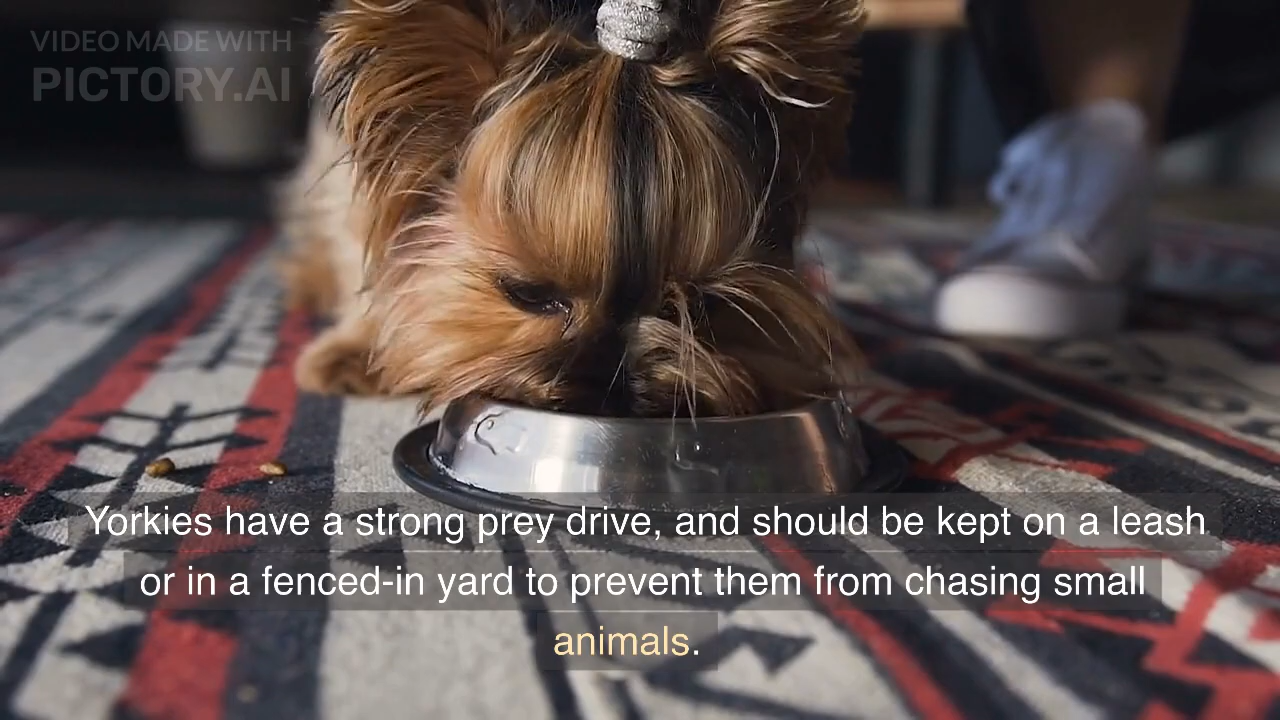 VIDEO MADE WITH
PICTORY.AI
Yorkies have a strong prey drive, and should be kept on a leash
or in a fenced-in yard to prevent them from chasing small
animals.